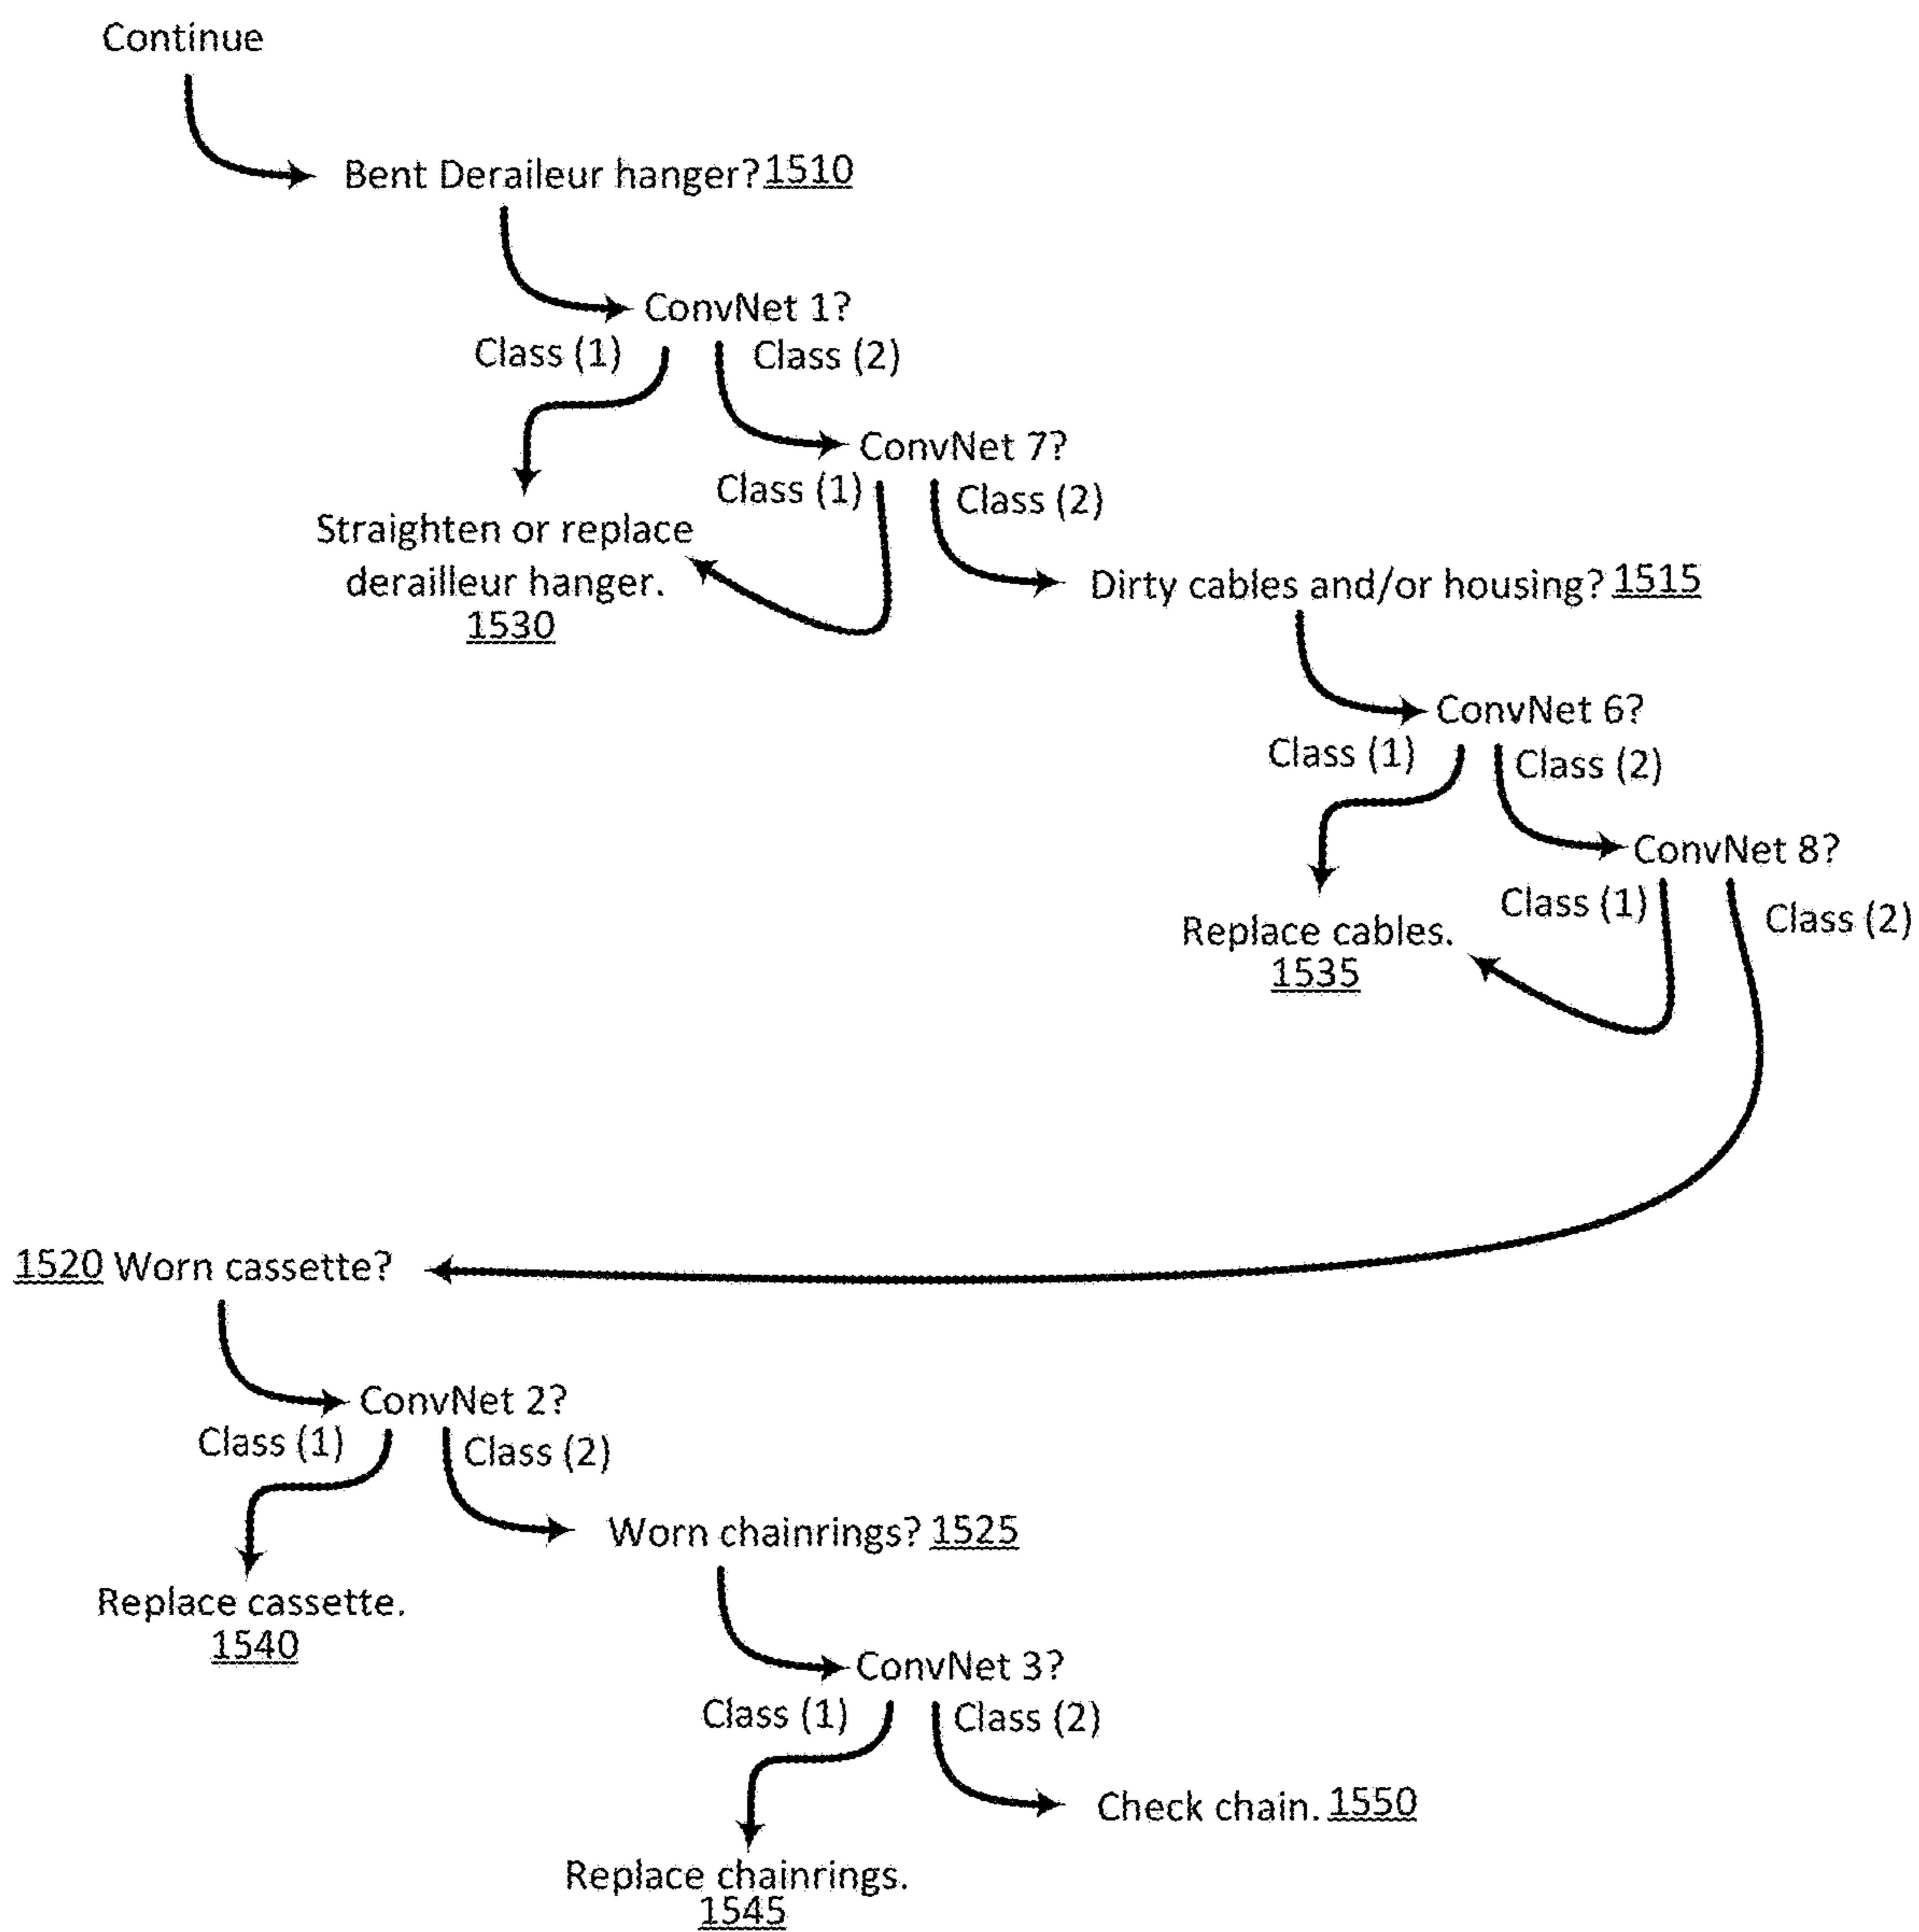 Continue
Bent Deraileur hanger? 1510
ConvNet 1?
Class (1)
Class (2)
ConvNet 7?
Class (1)
Class (2)
Straighten or replace
derailleur hanger.
1530
Dirty cables and/or housing? 1515
ConvNet 6?
Class (1)
Class (2)
ConvNet 8?
Class (1)
Class (2)
Replace cables.
1535
1520 Worn cassette?
ConvNet 2?
Class (1)
Class (2)
Worn chainrings? 1525
Replace cassette.
1540
ConvNet 3?
Class (1)
Class (2)
Check chain. 1550
Replace chainrings.
1545